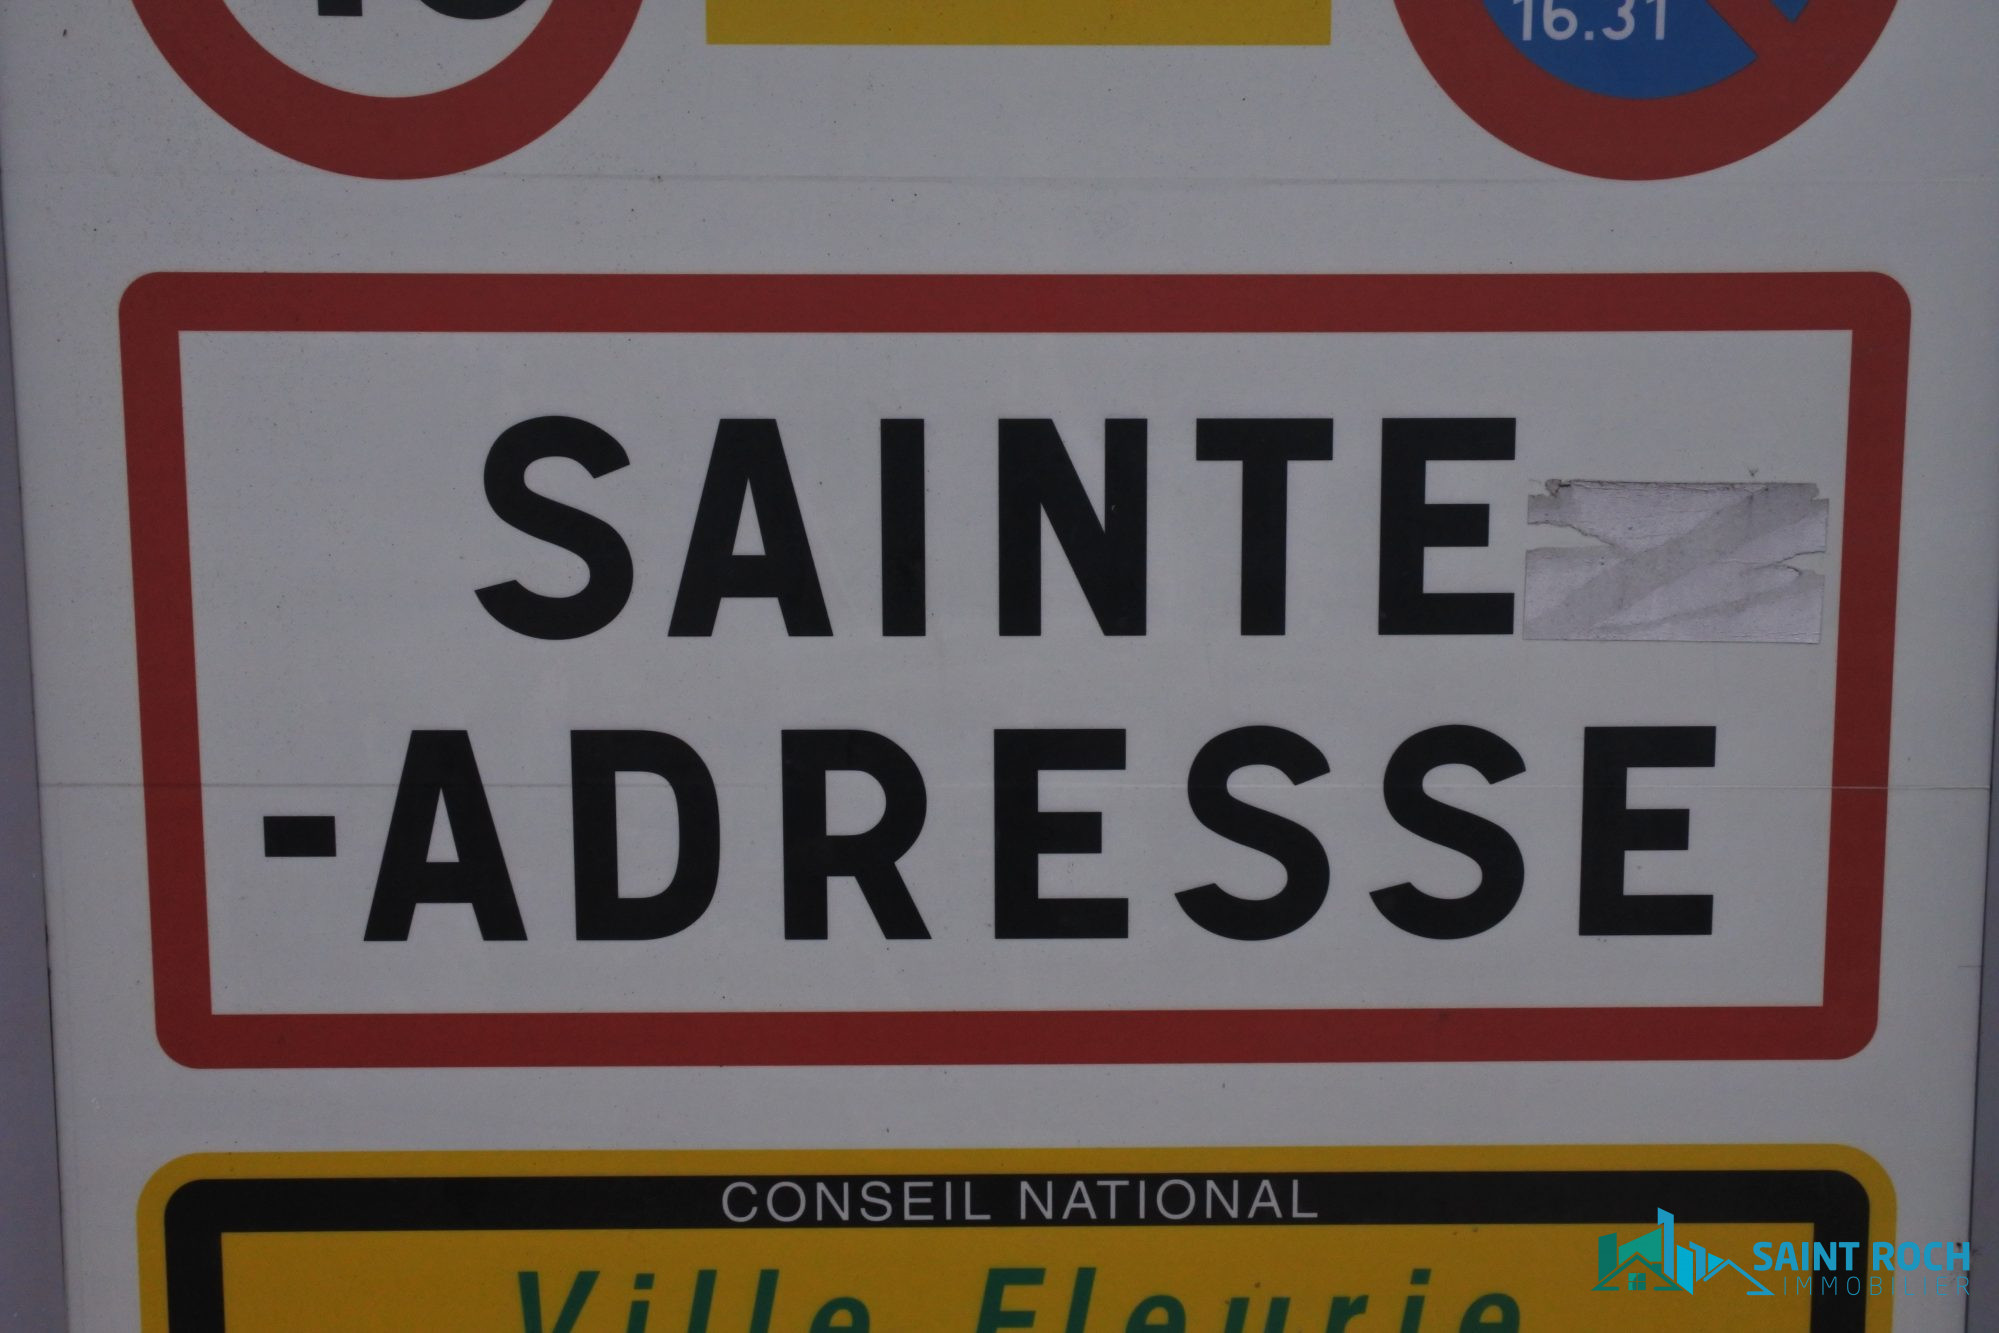 16.31
SAINTE
-ADRESSE
CONSEIL NATIONAL
Ville Fleurie
SAINT ROCH
IMMOBILIER